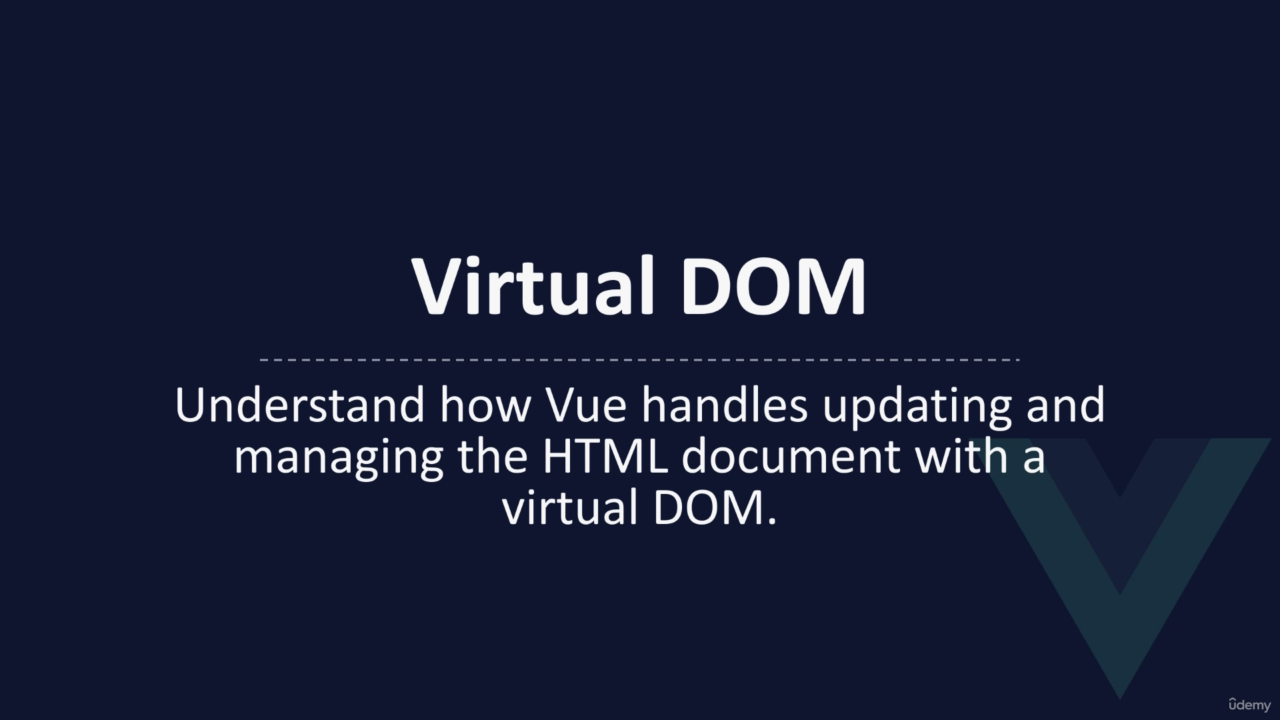 Virtual DOM
Understand how Vue handles updating and
managing the HTML document with a
virtual DOM.
ûdemy